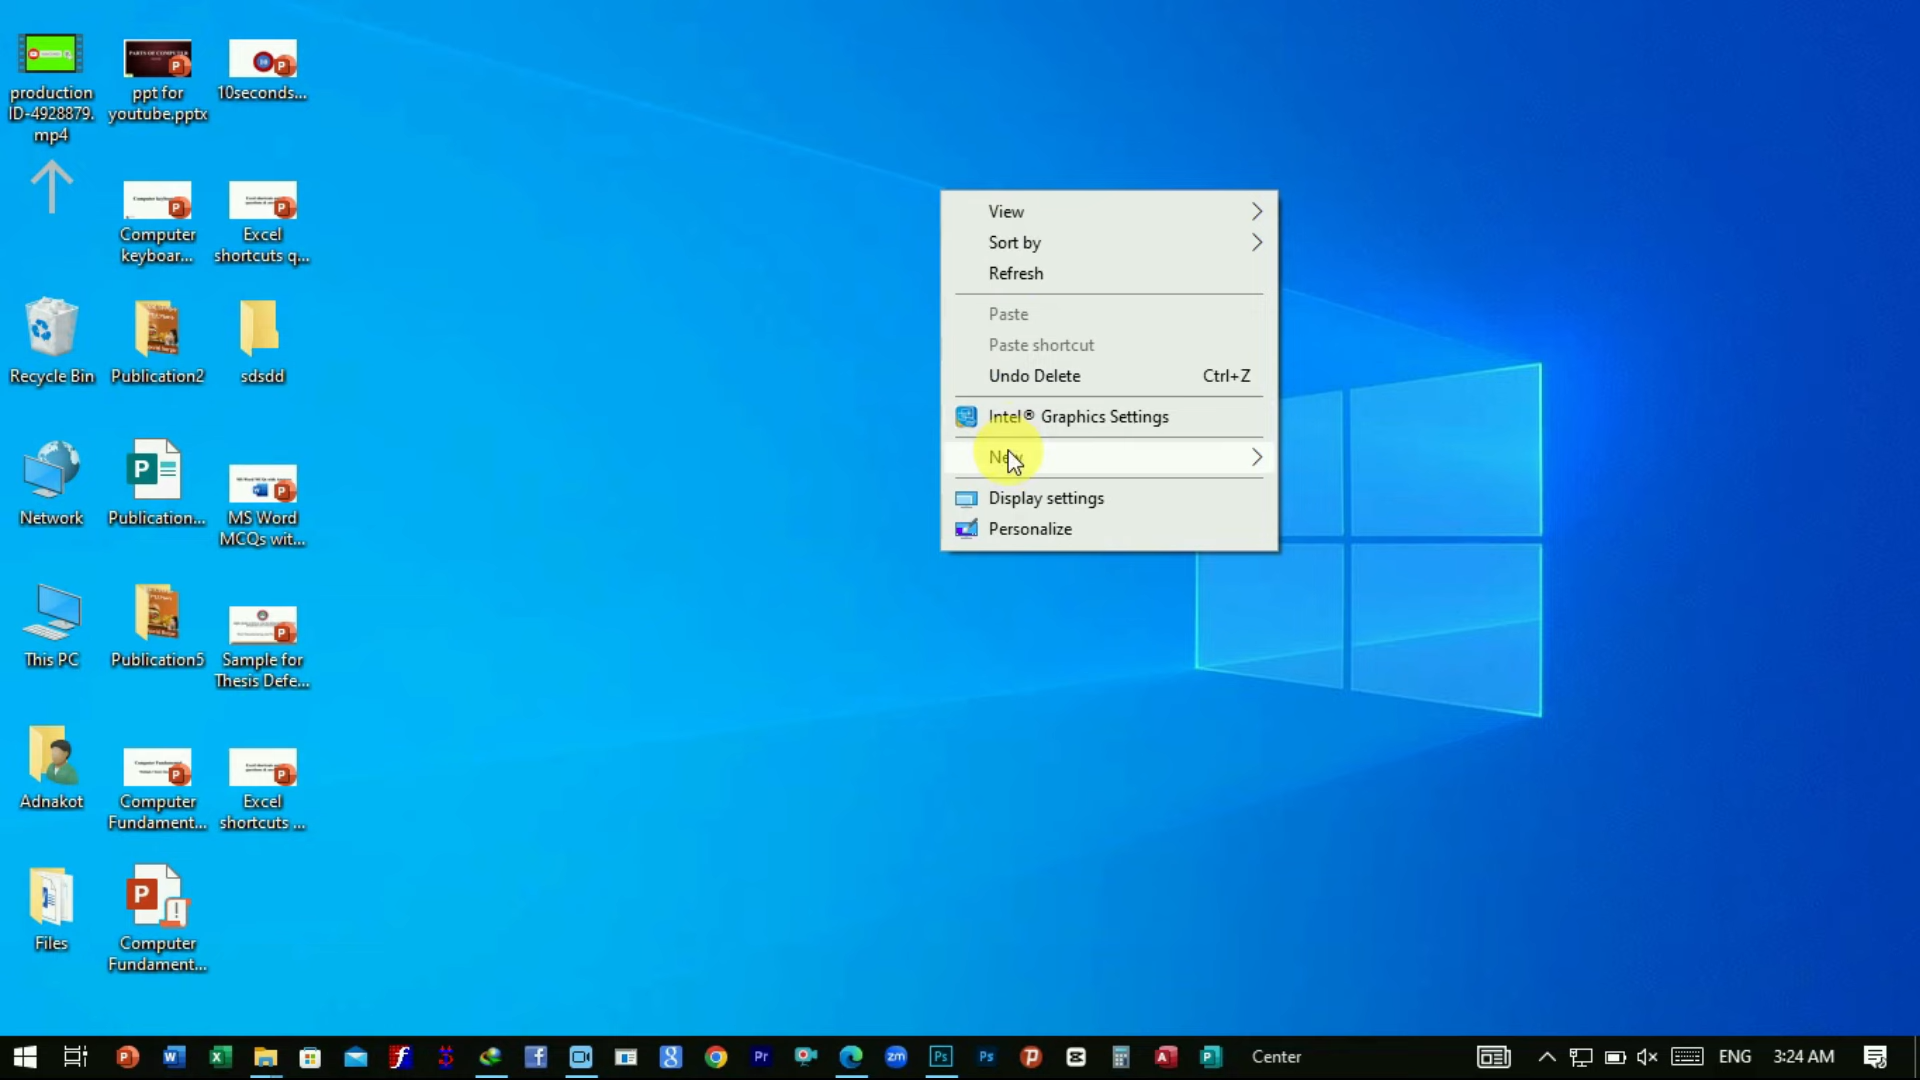 production
ID-4928879.
mp4
ppt for
youtube.pptx
10seconds...
Computer
keyboar...
Excel
shortcuts q...
Recycle Bin
Publication2
sdsdd
Network
Publication...
MS Word
MCQs wit...
This PC
Publication5
Sample for
Thesis Defe...
Adnakot
Computer
Fundament...
Excel
shortcuts ...
Files
Computer
Fundament...
View
Sort by
Refresh
Paste
Paste shortcut
Undo Delete Ctrl+Z
Intel® Graphics Settings
New
Display settings
Personalize
Center
ENG
3:24 AM